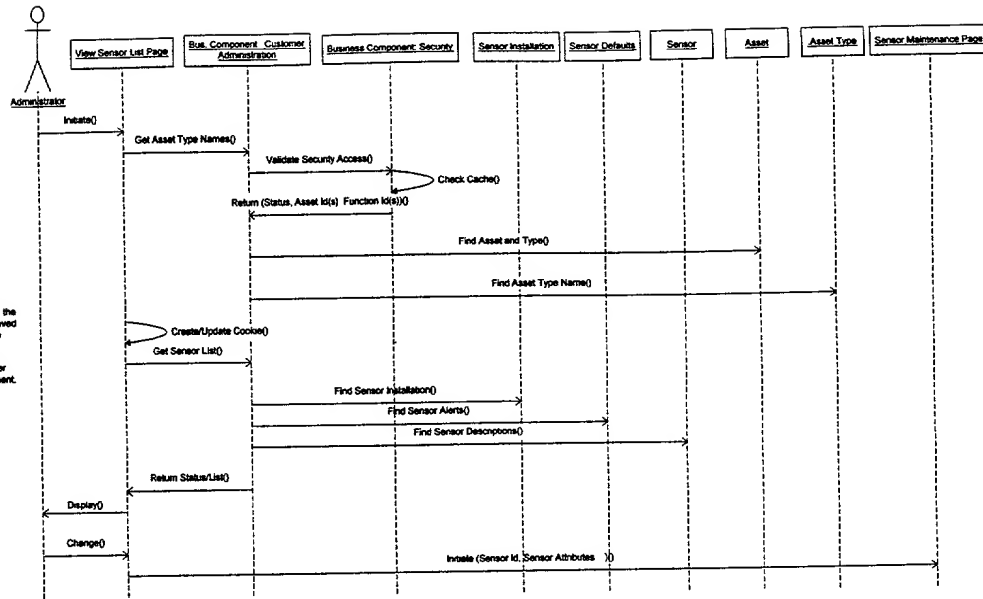 View Sensor List Page
Bus. Component Customer
Administration
Business Component: Security
Sensor Installation
Sensor Defaults
Sensor
Asset
Asset Type
Sensor Maintenance Page
Administrator
Initiate()
Get Asset Type Names()
Validate Security Access()
Check Cache()
Return (Status, Asset Id(s) Function Id(s))()
Find Asset and Type()
Find Asset Type Name()
the
Create/Update Cookie()
Get Sensor List()
Find Sensor Installation()
Find Sensor Alerts()
Find Sensor Descriptions()
Return Status/List()
Display()
Change()
Initiate (Sensor Id, Sensor Attributes )()